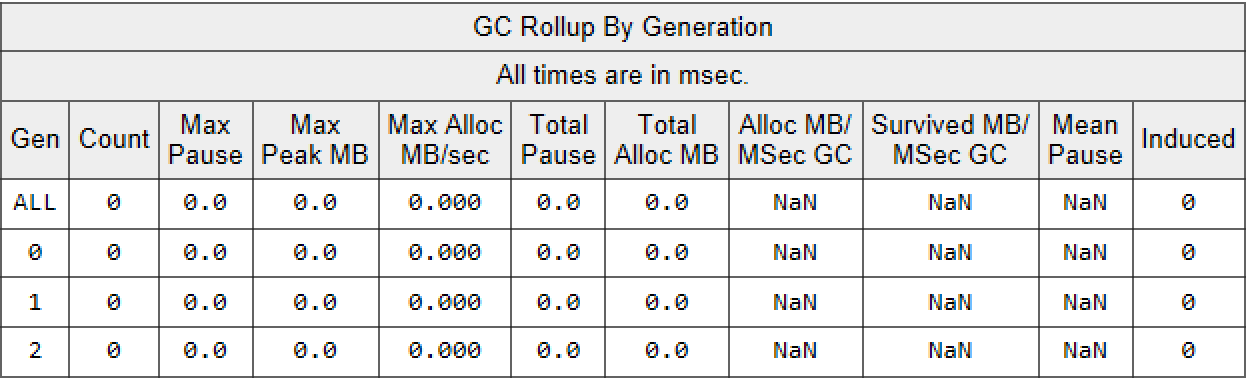 GC Rollup By Generation
All times are in msec.
Gen Count Max Pause Max Peak MB Max Alloc MB/sec Total Pause Total Alloc MB Alloc MB/ MSec GC Survived MB/ MSec GC Mean Pause Induced
ALL 0 0.0 0.0 0.000 0.0 0.0 NaN NaN NaN 0
0 0 0.0 0.0 0.000 0.0 0.0 NaN NaN NaN 0
1 0 0.0 0.0 0.000 0.0 0.0 NaN NaN NaN 0
2 0 0.0 0.0 0.000 0.0 0.0 NaN NaN NaN 0